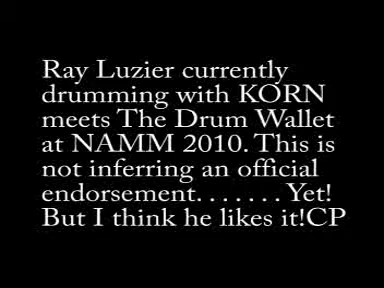 Ray Luzier currently
drumming with KORN
meets The Drum Wallet
at NAMM 2010. This is
not inferring an official
endorsement. . . . . . . Yet!
But I think he likes it!CP